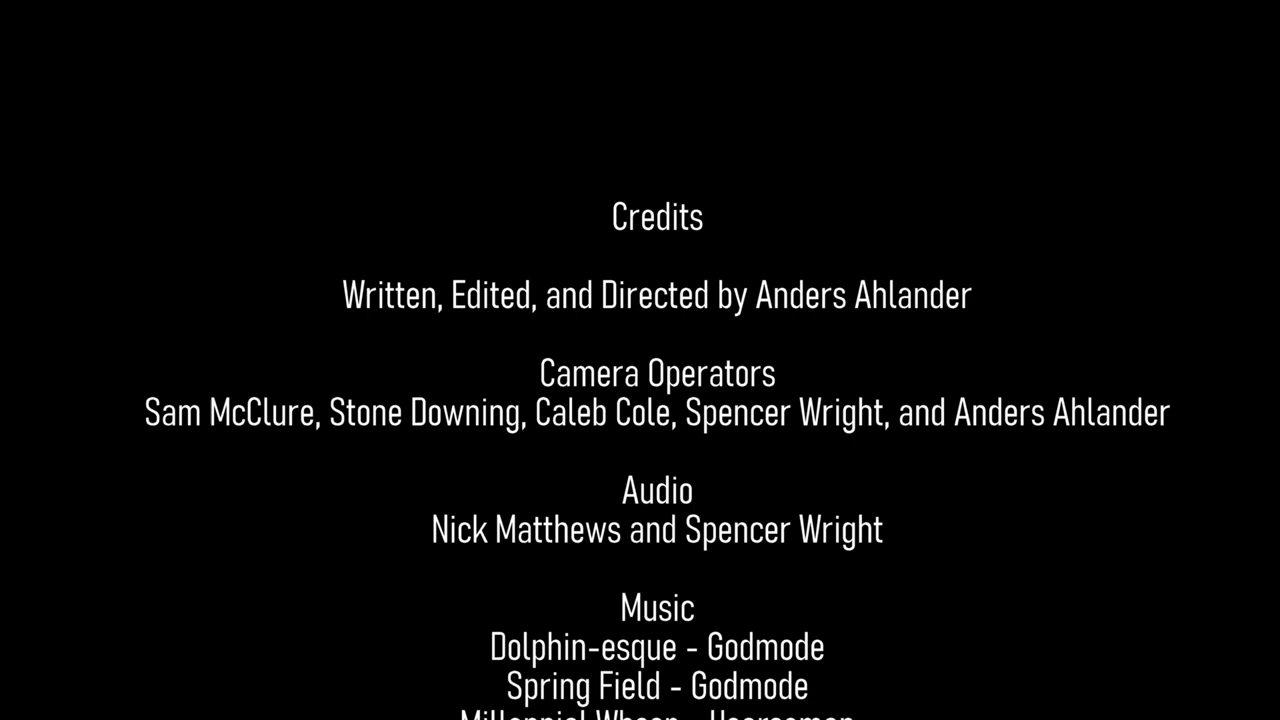 Credits
Written, Edited, and Directed by Anders Ahlander
Camera Operators
Sam McClure, Stone Downing, Caleb Cole, Spencer Wright, and Anders Ahlander
Audio
Nick Matthews and Spencer Wright
Music
Dolphin-esque - Godmode
Spring Field - Godmode